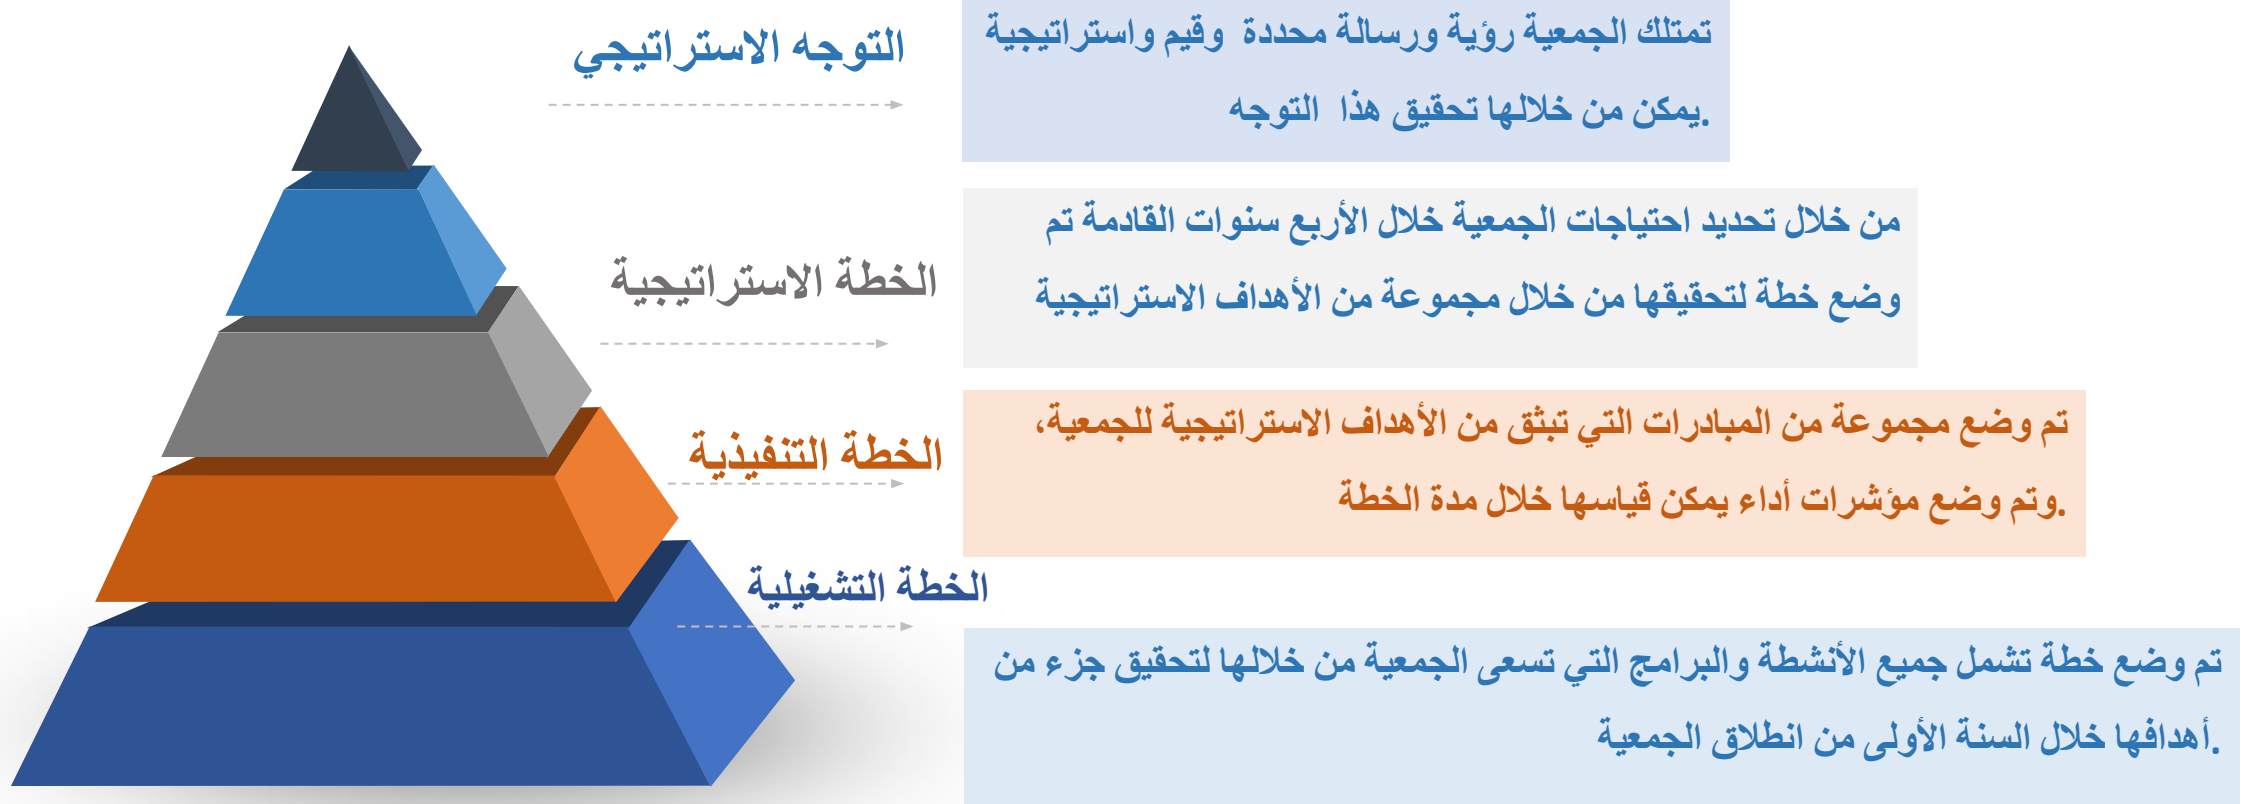 التوجه الاستراتيجي
تمتلك الجمعية رؤية ورسالة محددة وقيم واستراتيجية
يمكن من خلالها تحقيق هذا التوجه.
الخطة الاستراتيجية
من خلال تحديد احتياجات الجمعية خلال الأربع سنوات القادمة تم
وضع خطة لتحقيقها من خلال مجموعة من الأهداف الاستراتيجية
الخطة التنفيذية
تم وضع مجموعة من المبادرات التي تبثق من الأهداف الاستراتيجية للجمعية،
وتم وضع مؤشرات أداء يمكن قياسها خلال مدة الخطة.
الخطة التشغيلية
تم وضع خطة تشمل جميع الأنشطة والبرامج التي تسعى الجمعية من خلالها لتحقيق جزء من
أهدافها خلال السنة الأولى من انطلاق الجمعية.